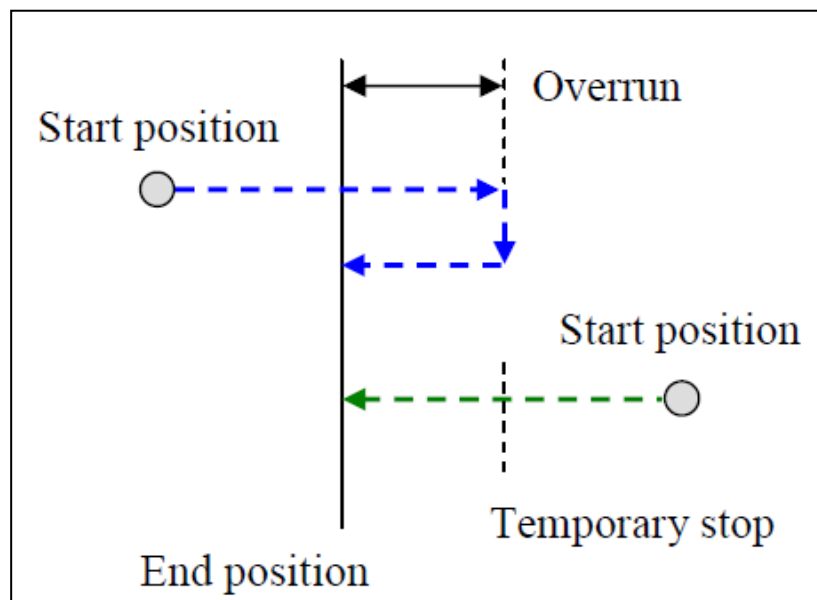 Overrun
Start position
Start position
Temporary stop
End position